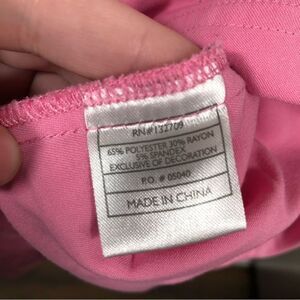 RN#132709
65% POLYESTER 30% RAYON
5% SPANDEX
EXCLUSIVE OF DECORATION
P.O. # 05040
MADE IN CHINA